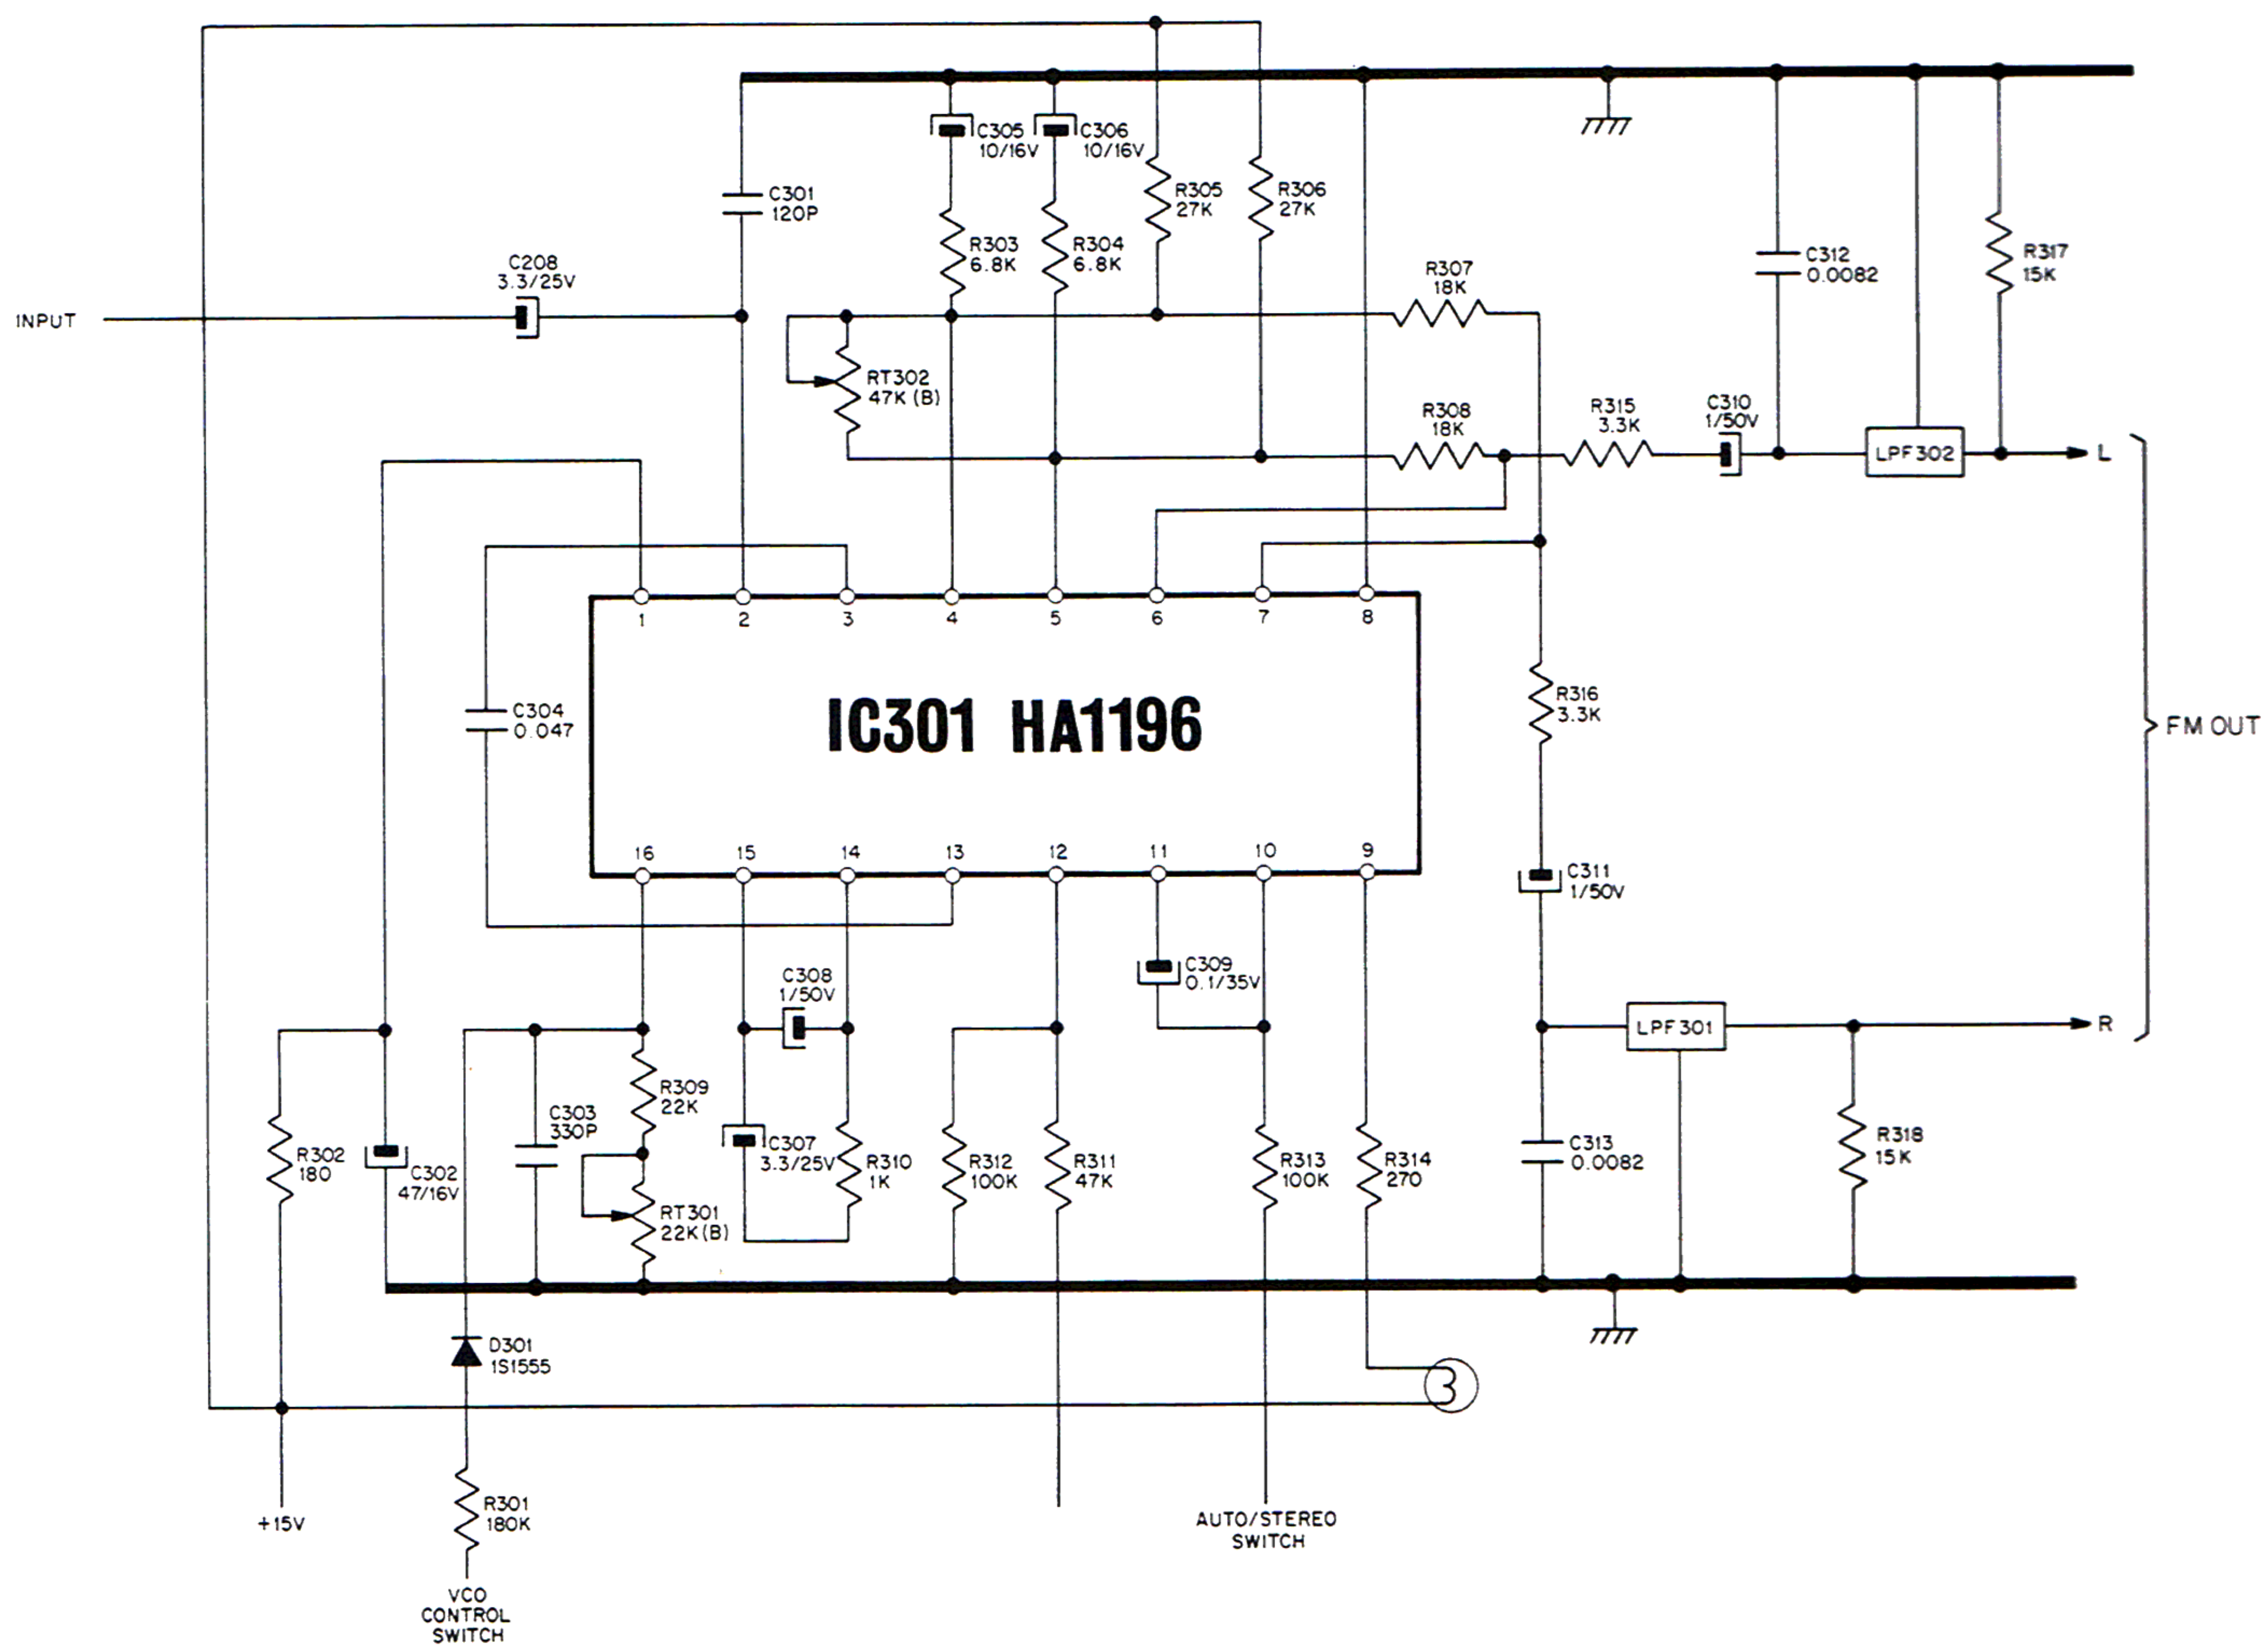 C305
10/16V
C306
10/16V
C301
120P
R305
27K
R306
27K
R303
6.8K
R304
6.8K
C312
0.0082
R317
15K
C208
3.3/25V
INPUT
R307
18K
RT302
47K (B)
R308
18K
R315
3.3K
C310
1/50V
LPF302
L
1
2
3
4
5
6
7
8
IC301 HA1196
C304
0.047
R316
3.3K
FM OUT
16
15
14
13
12
11
10
9
C311
1/50V
C309
0.1/35V
C308
1/50V
LPF301
R
R309
22K
C303
330P
R302
180
C302
47/16V
C307
3.3/25V
R310
1K
R312
100K
R311
47K
R313
100K
R314
270
C313
0.0082
R318
15K
RT301
22K (B)
D301
1S1555
R301
180K
+15V
AUTO/STEREO
SWITCH
VCO
CONTROL
SWITCH